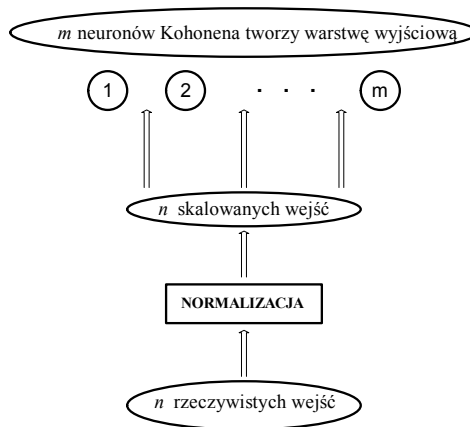 m neuronów Kohonena tworzy warstwę wyjściową
1 2 . . . m
n skalowanych wejść
NORMALIZACJA
n rzeczywistych wejść